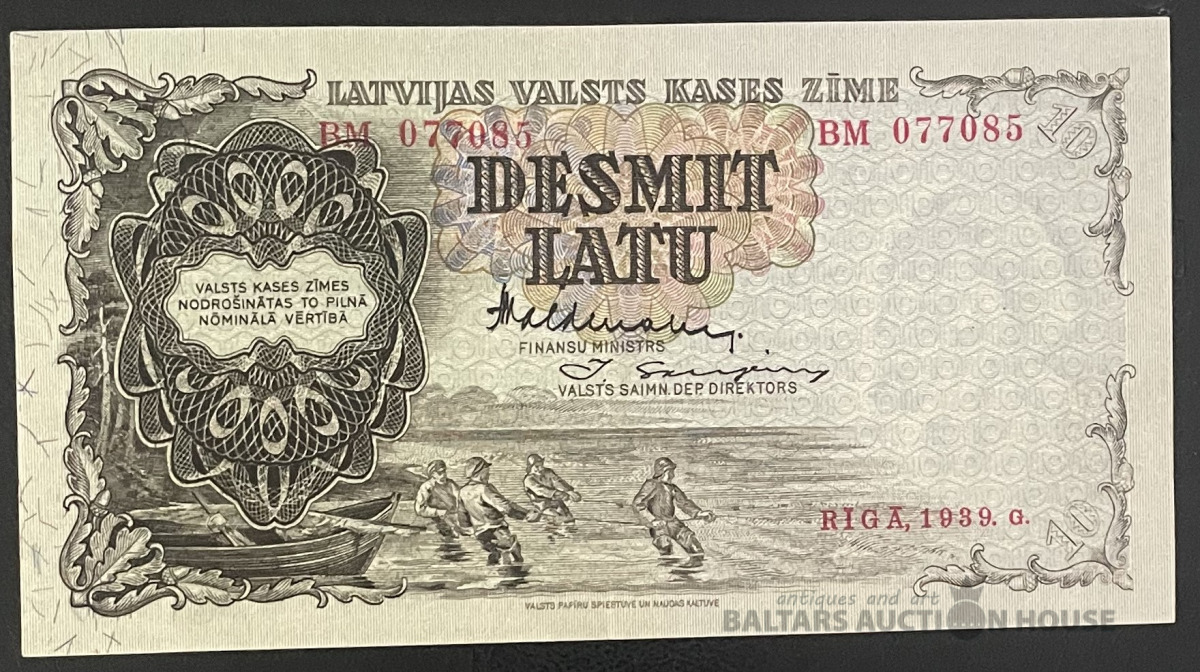 LATVIJAS VALSTS KASES ZĪME
BM 077085
BM 077085
10
DESMIT
LATU
VALSTS KASES ZĪMES
NODROŠINĀTAS TO PILNĀ
NŌMINĀLĀ VĒRTĪBĀ
FINANSU MINISTRS
VALSTS SAIMN. DEP. DIREKTORS
RĪGĀ, 1939. G.
10
VALSTS PAPĪRU SPIESTUVE UN NAUDAS KALTUVE
antiques and art
BALTARS AUCTION HOUSE